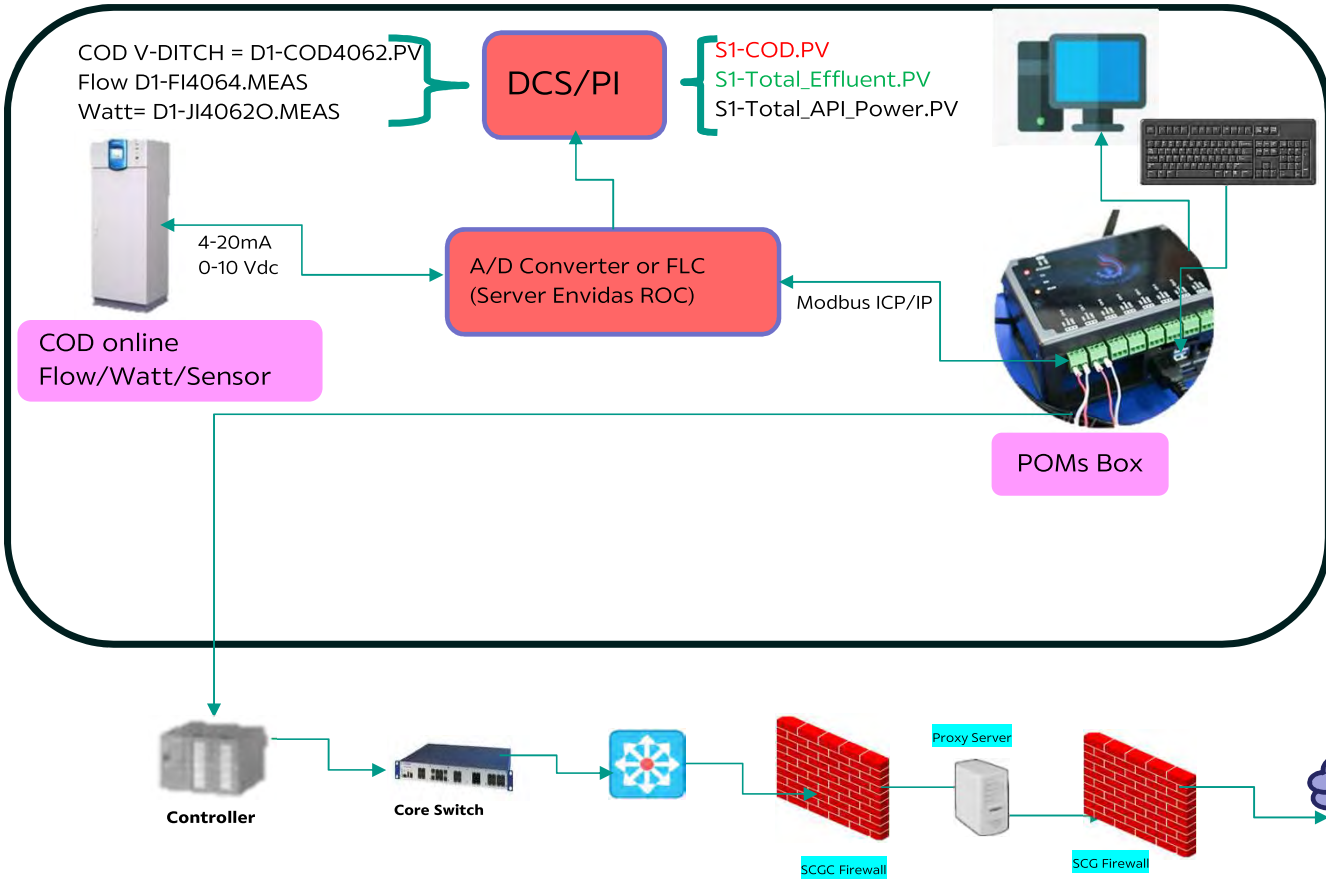 COD V-DITCH = D1-COD4062.PV
Flow D1-FI4064.MEAS
Watt= D1-JI4062O.MEAS
DCS/PI
S1-COD.PV
S1-Total_Effluent.PV
S1-Total_API_Power.PV
4-20mA
0-10 Vdc
A/D Converter or FLC
(Server Envidas ROC)
Modbus ICP/IP
COD online
Flow/Watt/Sensor
POMs Box
Controller
Core Switch
Proxy Server
SCGC Firewall
SCG Firewall